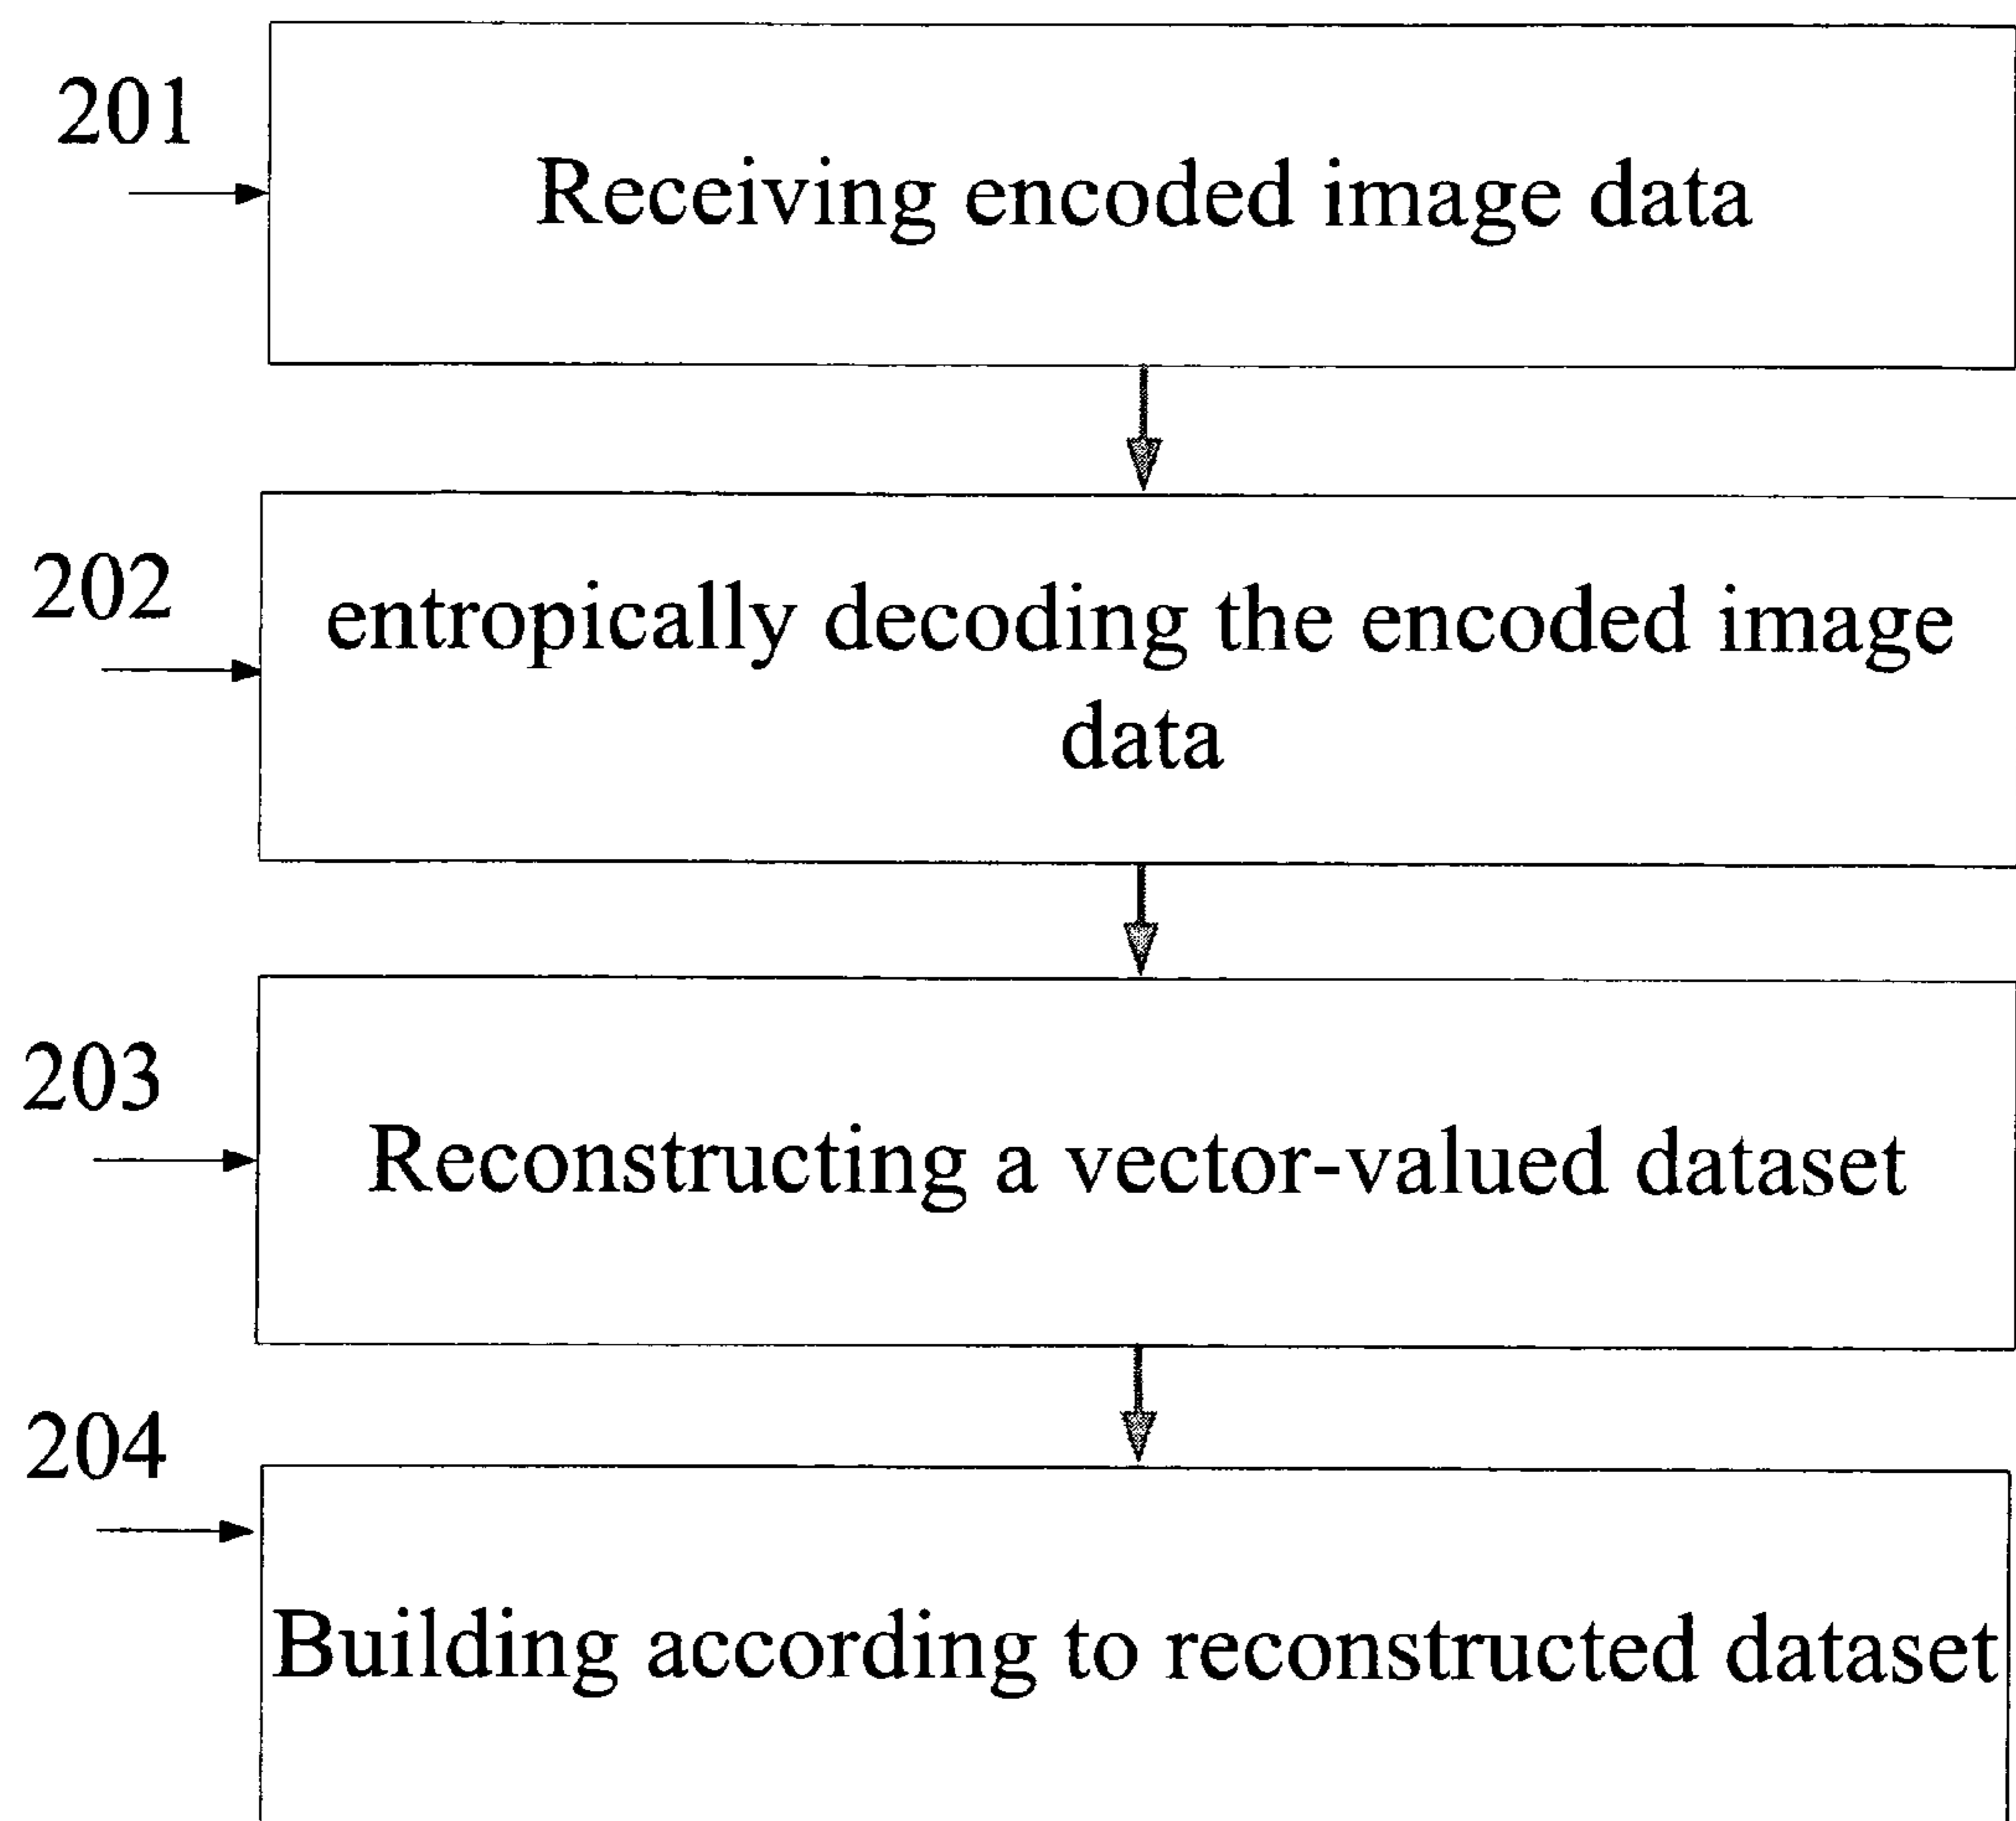 201
Receiving encoded image data
202
entropically decoding the encoded image
data
203
Reconstructing a vector-valued dataset
204
Building according to reconstructed dataset